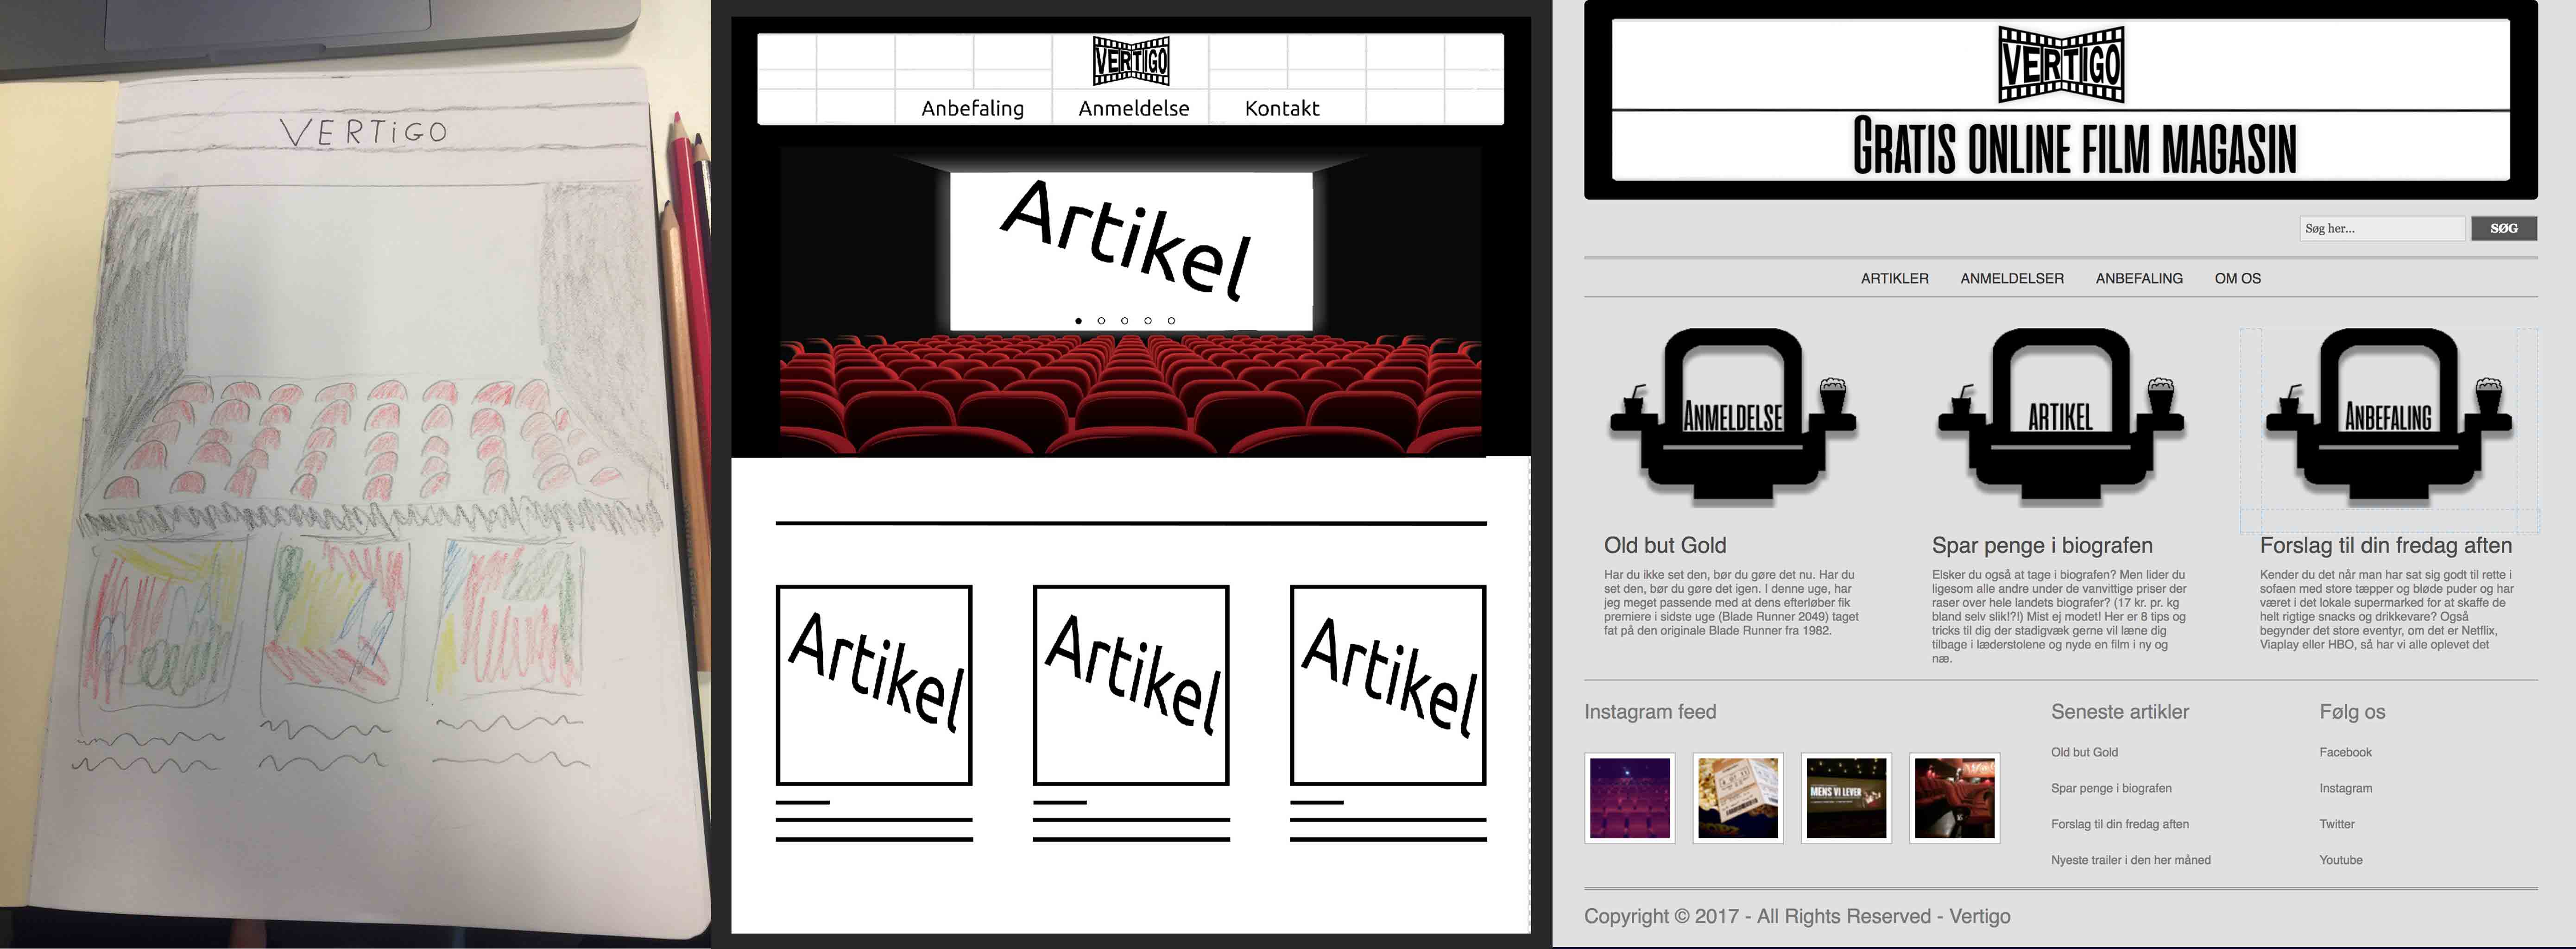 VERTiGO
VERTIGO
Anbefaling Anmeldelse Kontakt
Artikel
Artikel Artikel Artikel
VERTIGO
GRATIS ONLINE FILM MAGASIN
Søg her... SØG
ARTIKLER ANMELDELSER ANBEFALING OM OS
ANMELDELSE
ARTIKEL
ANBEFALING
Old but Gold
Har du ikke set den, bør du gøre det nu. Har du
set den, bør du gøre det igen. I denne uge, har
jeg meget passende med at dens efterløber fik
premiere i sidste uge (Blade Runner 2049) taget
fat på den originale Blade Runner fra 1982.
Spar penge i biografen
Elsker du også at tage i biografen? Men lider du
ligesom alle andre under de vanvittige priser der
raser over hele landets biografer? (17 kr. pr. kg
bland selv slik!?!) Mist ej modet! Her er 8 tips og
tricks til dig der stadigvæk gerne vil læne dig
tilbage i læderstolene og nyde en film i ny og
næ.
Forslag til din fredag aften
Kender du det når man har sat sig godt til rette i
sofaen med store tæpper og bløde puder og har
været i det lokale supermarked for at skaffe de
helt rigtige snacks og drikkevare? Også
begynder det store eventyr, om det er Netflix,
Viaplay eller HBO, så har vi alle oplevet det
Instagram feed
MENS VI LEVER
Seneste artikler
Old but Gold
Spar penge i biografen
Forslag til din fredag aften
Nyeste trailer i den her måned
Følg os
Facebook
Instagram
Twitter
Youtube
Copyright © 2017 - All Rights Reserved - Vertigo